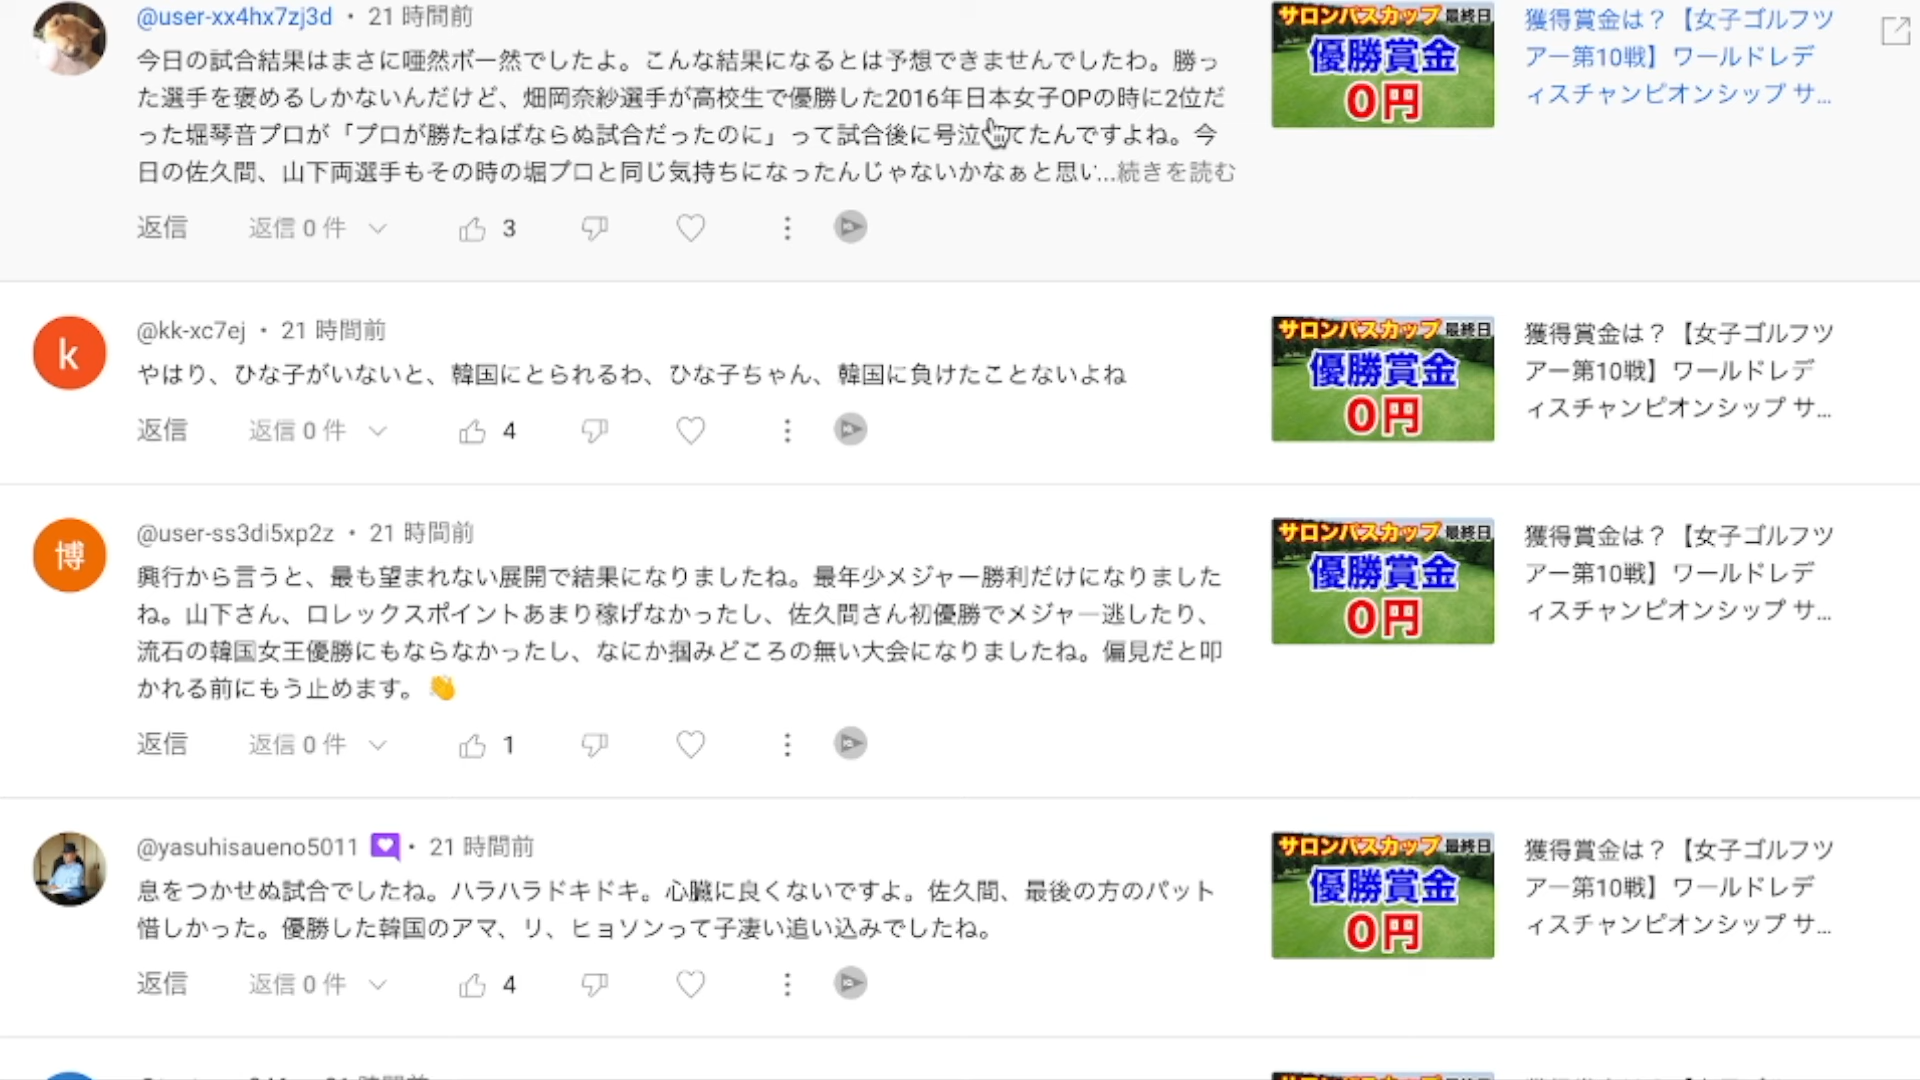 @user-xx4hx7zj3d ・ 21 時間前
今日の試合結果はまさに唖然ボー然でしたよ。こんな結果になるとは予想できませんでしたわ。勝っ
た選手を褒めるしかないんだけど、畑岡奈紗選手が高校生で優勝した2016年日本女子OPの時に2位だ
った堀琴音プロが「プロが勝たねばならぬ試合だったのに」って試合後に号泣してたんですよね。今
日の佐久間、山下両選手もその時の堀プロと同じ気持ちになったんじゃないかなぁと思い...続きを読む
返信 返信 0 件 3
サロンパスカップ 最終日
優勝賞金
0円
獲得賞金は？【女子ゴルフツ
アー第10戦】ワールドレデ
ィスチャンピオンシップ サ...
k
@kk-xc7ej ・ 21 時間前
やはり、ひな子がいないと、韓国にとられるわ、ひな子ちゃん、韓国に負けたことないよね
返信 返信 0 件 4
サロンパスカップ 最終日
優勝賞金
0円
獲得賞金は？【女子ゴルフツ
アー第10戦】ワールドレデ
ィスチャンピオンシップ サ...
博
@user-ss3di5xp2z ・ 21 時間前
興行から言うと、最も望まれない展開で結果になりましたね。最年少メジャー勝利だけになりました
ね。山下さん、ロレックスポイントあまり稼げなかったし、佐久間さん初優勝でメジャー逃したり、
流石の韓国女王優勝にもならなかったし、なにか掴みどころの無い大会になりましたね。偏見だと叩
かれる前にもう止めます。👏
返信 返信 0 件 1
サロンパスカップ 最終日
優勝賞金
0円
獲得賞金は？【女子ゴルフツ
アー第10戦】ワールドレデ
ィスチャンピオンシップ サ...
@yasuhisaueno5011 ・ 21 時間前
息をつかせぬ試合でしたね。ハラハラドキドキ。心臓に良くないですよ。佐久間、最後の方のパット
惜しかった。優勝した韓国のアマ、リ、ヒョソンって子凄い追い込みでしたね。
返信 返信 0 件 4
サロンパスカップ 最終日
優勝賞金
0円
獲得賞金は？【女子ゴルフツ
アー第10戦】ワールドレデ
ィスチャンピオンシップ サ...